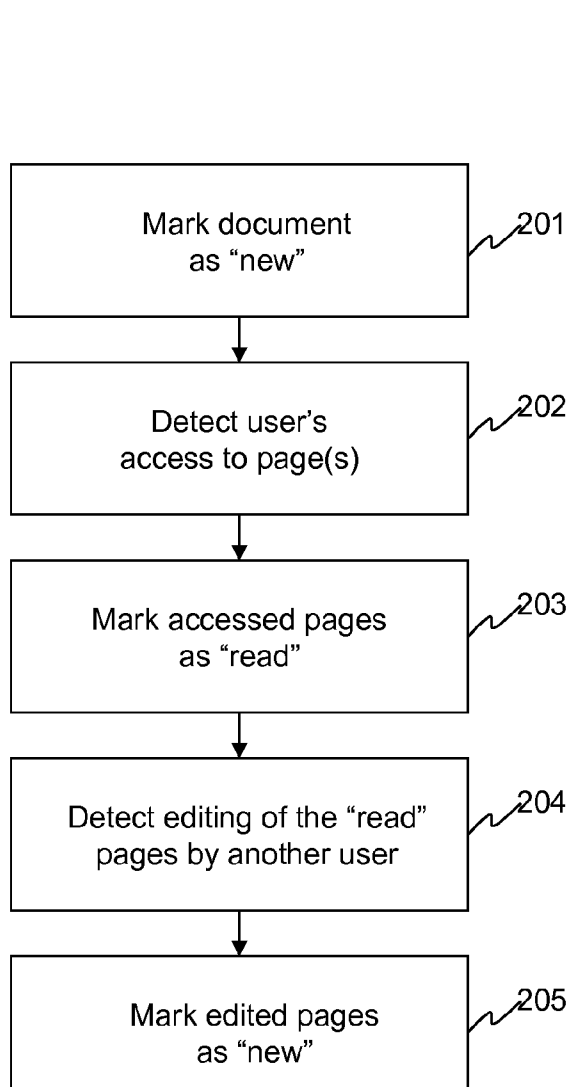 Mark document
as “new”
201
Detect user’s
access to page(s)
202
Mark accessed pages
as “read”
203
Detect editing of the “read”
pages by another user
204
Mark edited pages
as “new”
205